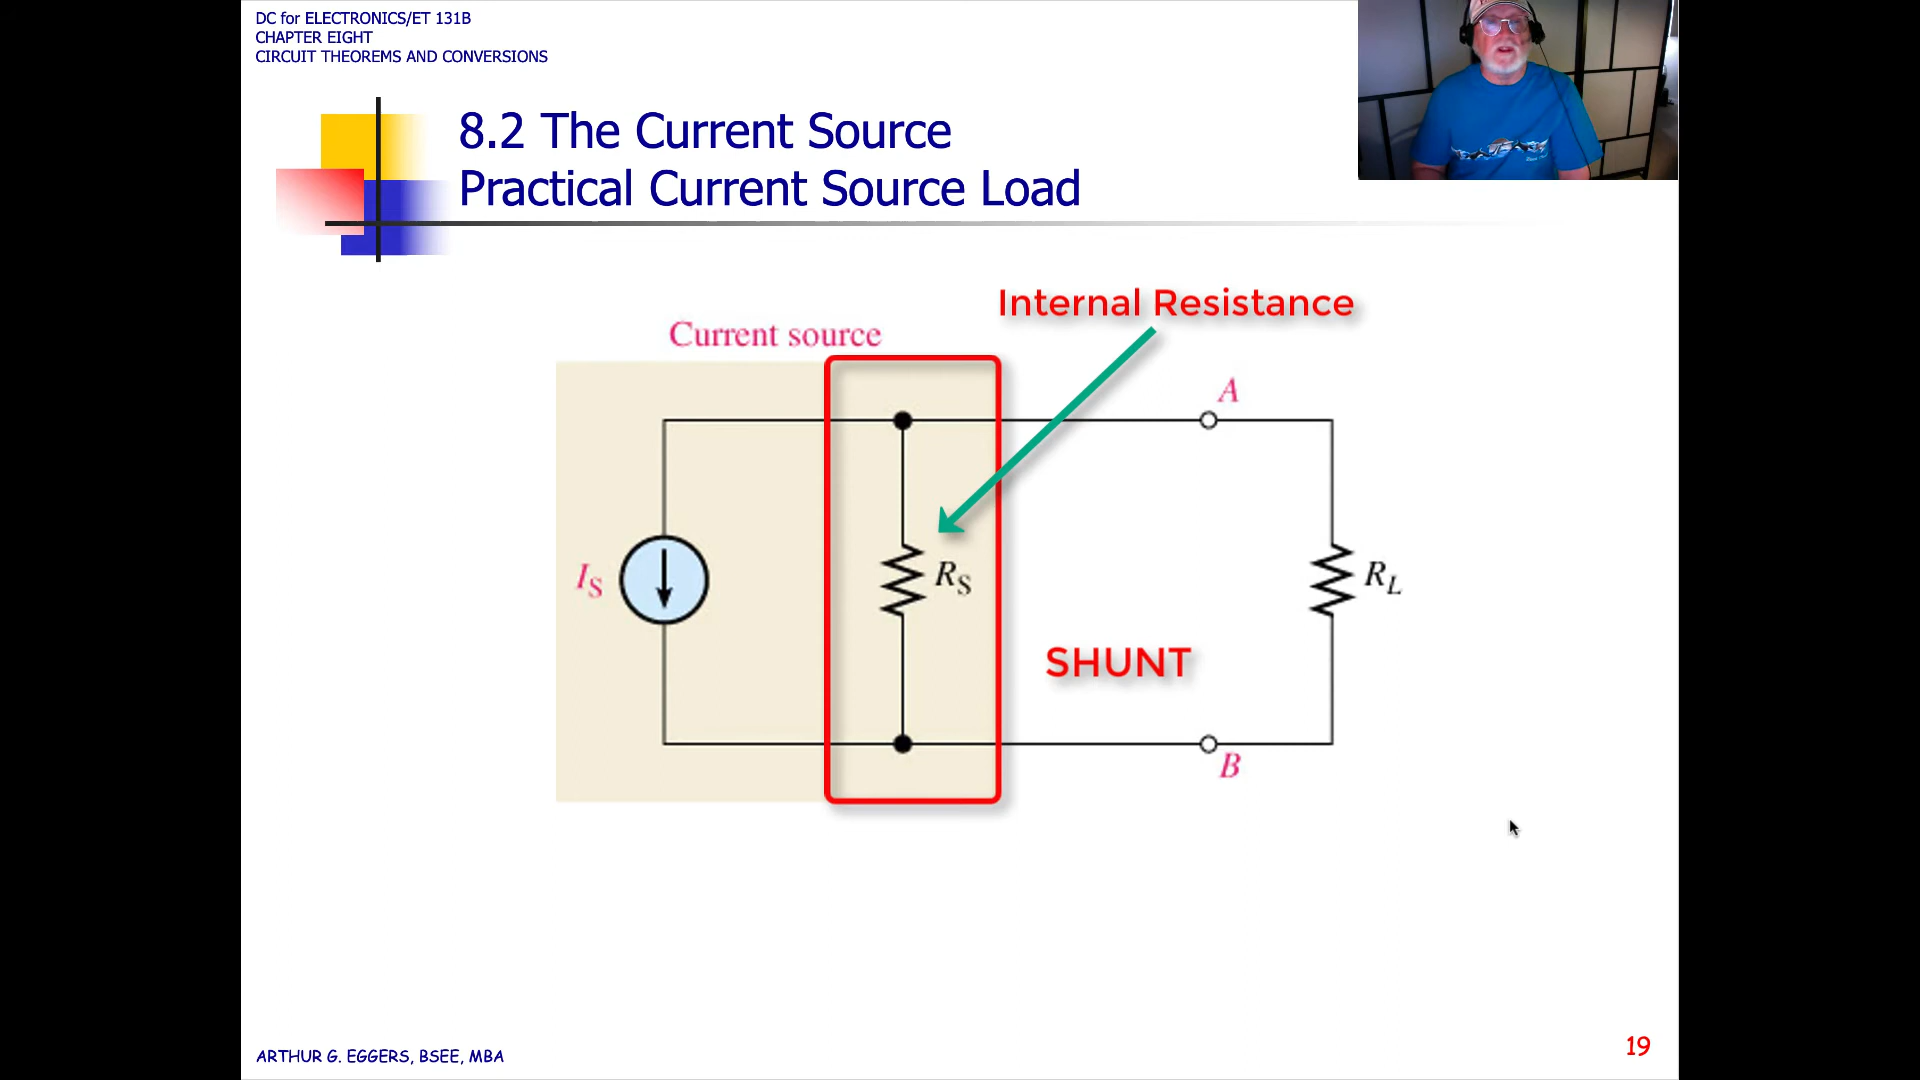 DC for ELECTRONICS/ET 131B
CHAPTER EIGHT
CIRCUIT THEOREMS AND CONVERSIONS
8.2 The Current Source
Practical Current Source Load
Internal Resistance
Current source
A
IS
RS
RL
SHUNT
B
ARTHUR G. EGGERS, BSEE, MBA
19